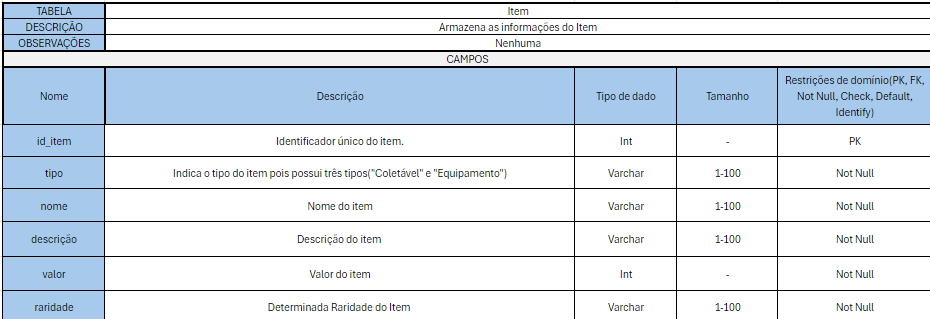 TABELA Item
DESCRIÇÃO Armazena as informações do Item
OBSERVAÇÕES Nenhuma
CAMPOS
Nome Descrição Tipo de dado Tamanho Restrições de domínio(PK, FK,
Not Null, Check, Default,
Identify)
id_item Identificador único do item. Int - PK
tipo Indica o tipo do item pois possui três tipos("Coletável" e "Equipamento") Varchar 1-100 Not Null
nome Nome do item Varchar 1-100 Not Null
descrição Descrição do item Varchar 1-100 Not Null
valor Valor do item Int - Not Null
raridade Determinada Raridade do Item Varchar 1-100 Not Null